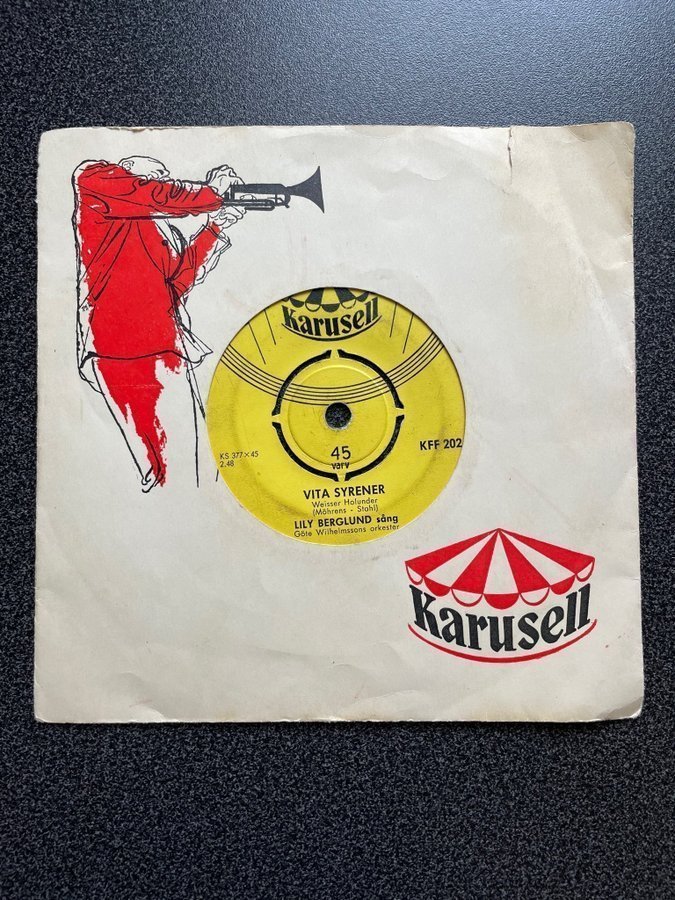 Karusell
KS 377×45
2.48
45
varv
KFF 202
VITA SYRENER
Weisser Holunder
(Möhrens - Stahl)
LILY BERGLUND sång
Göte Wilhelmssons orkester
Karusell